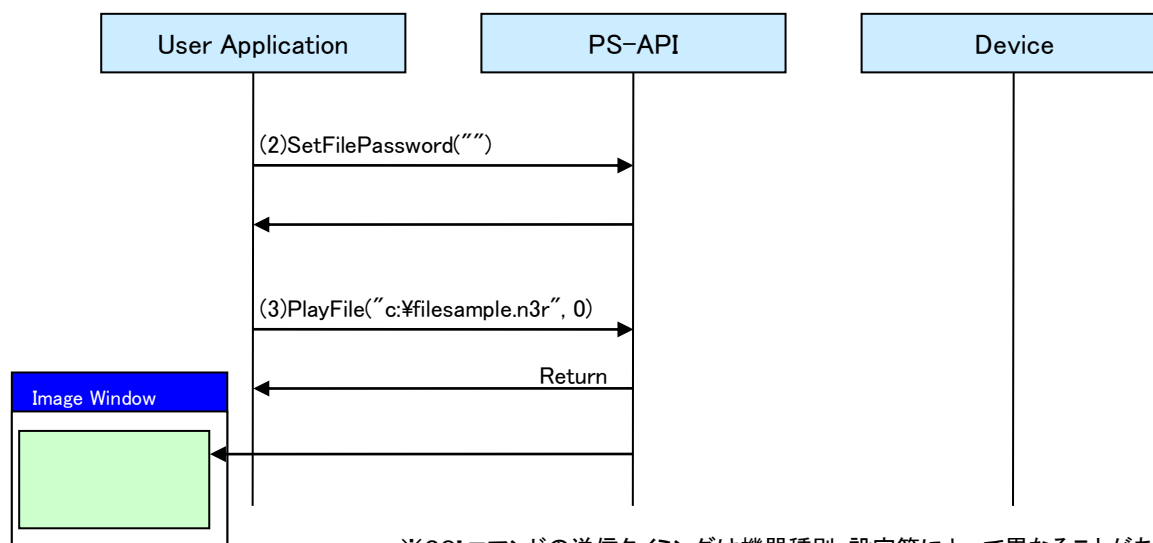 User Application
PS-API
Device
(2)SetFilePassword("")
(3)PlayFile("c:¥filesample.n3r", 0)
Return
Image Window